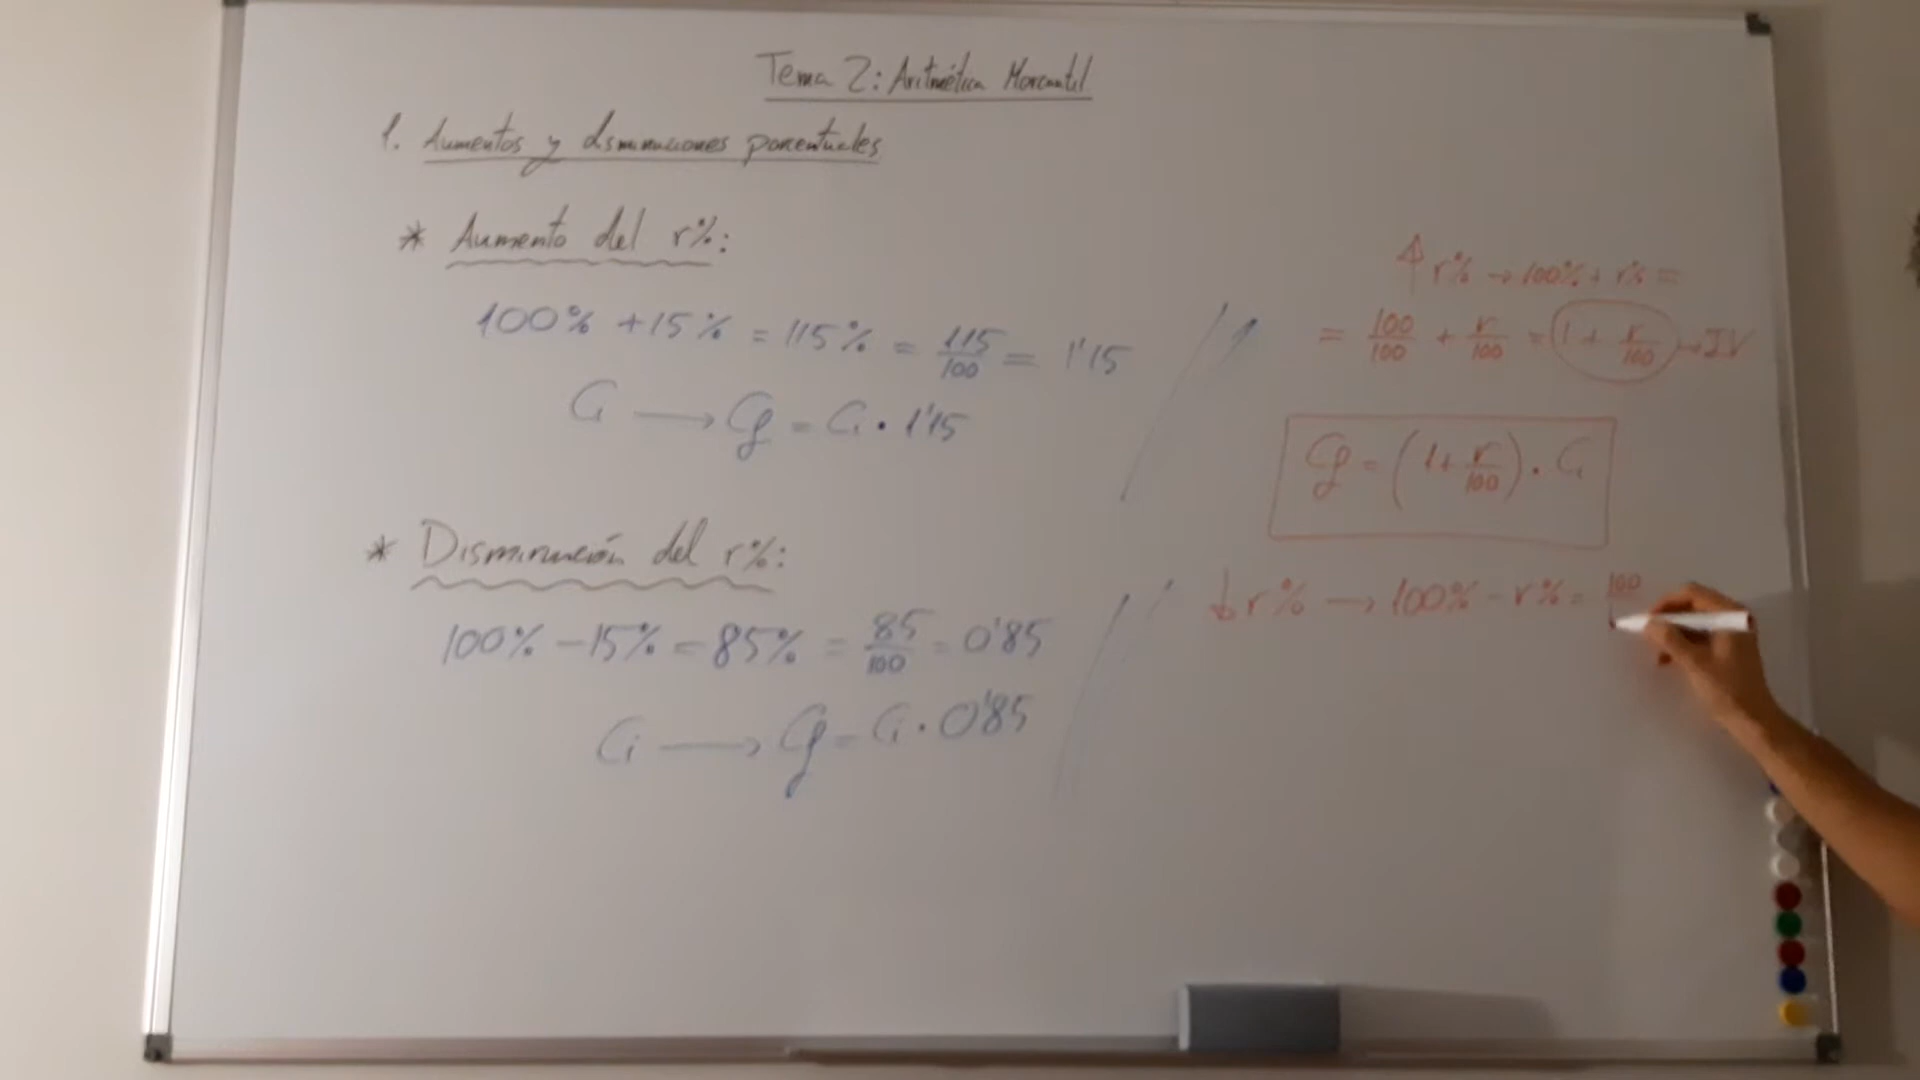 Tema 2: Aritmética Mercantil
1. Aumentos y disminuciones porcentuales
* Aumento del r%:
100% + 15% = 115% = 115/100 = 1'15
Ci → Cf = Ci · 1'15
* Disminución del r%:
100% - 15% = 85% = 85/100 = 0'85
Ci → Cf = Ci · 0'85
↑ r% → 100% + r% =
= 100/100 + r/100 = 1 + r/100 → IV
Cf = (1 + r/100) · Ci
↓ r% → 100% - r% = 100